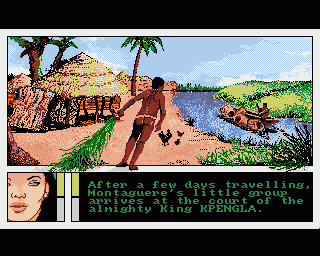 After a few days travelling,
Montaguere's little group
arrives at the court of the
almighty King KPENGLA.